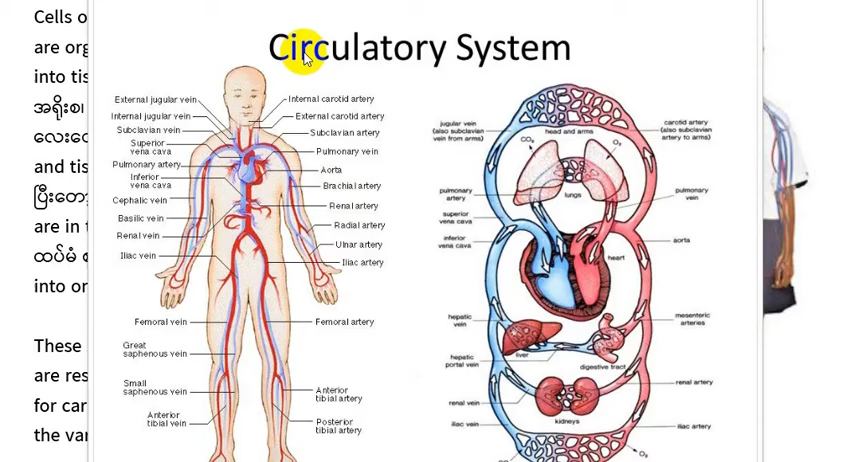 Cells o
are org
into tis
အရိုးစ၊
and tis
are in t
ထပ်မံ
into or
These
are res
for car
the var
Circulatory System
External jugular vein
Internal jugular vein
Subclavian vein
Superior
vena cava
Pulmonary artery
Inferior
vena cava
Cephalic vein
Basilic vein
Renal vein
Iliac vein
Femoral vein
Great
saphenous vein
Small
saphenous vein
Anterior
tibial vein
Internal carotid artery
External carotid artery
Subclavian artery
Pulmonary vein
Aorta
Brachial artery
Renal artery
Radial artery
Ulnar artery
Iliac artery
Femoral artery
Anterior
tibial artery
Posterior
tibial artery
jugular vein
(also subclavian
vein from arms)
pulmonary
artery
superior
vena cava
inferior
vena cava
hepatic
vein
hepatic
portal vein
renal vein
iliac vein
head and arms
CO₂
O₂
lungs
heart
liver
digestive tract
kidneys
carotid artery
(also subclavian
artery to arms)
pulmonary
vein
aorta
mesenteric
arteries
renal artery
iliac artery
O₂